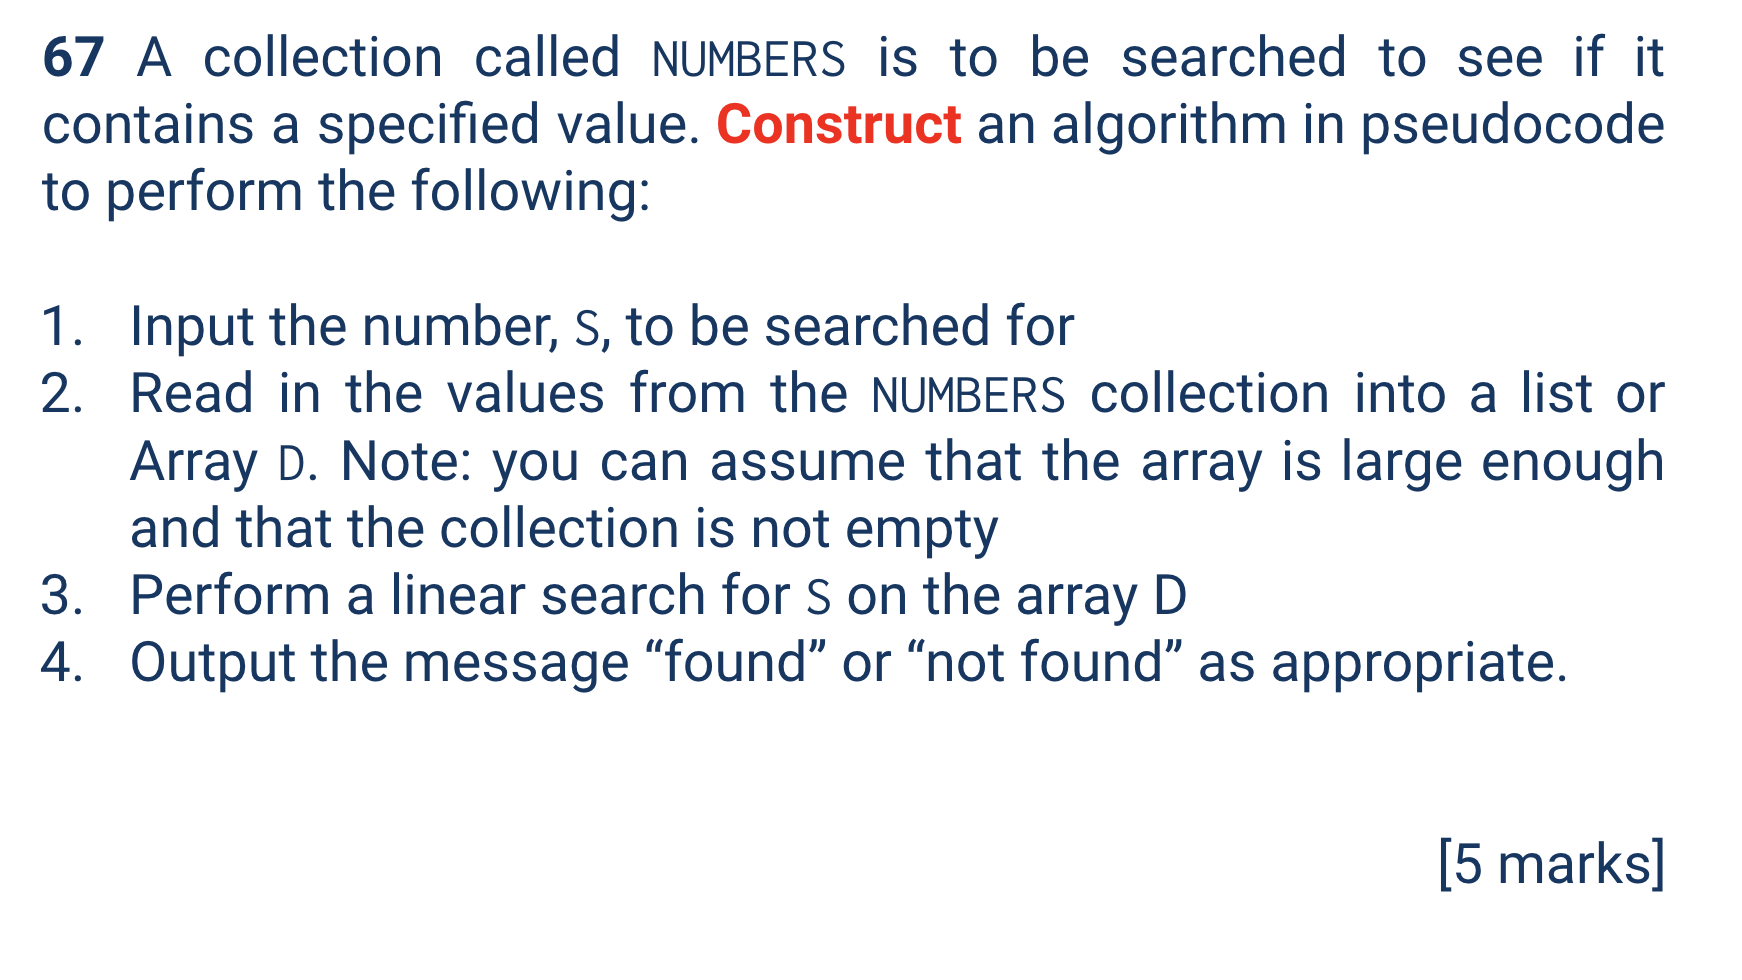 67 A collection called NUMBERS is to be searched to see if it
contains a specified value. Construct an algorithm in pseudocode
to perform the following:
1. Input the number, S, to be searched for
2. Read in the values from the NUMBERS collection into a list or
Array D. Note: you can assume that the array is large enough
and that the collection is not empty
3. Perform a linear search for S on the array D
4. Output the message “found” or “not found” as appropriate.
[5 marks]